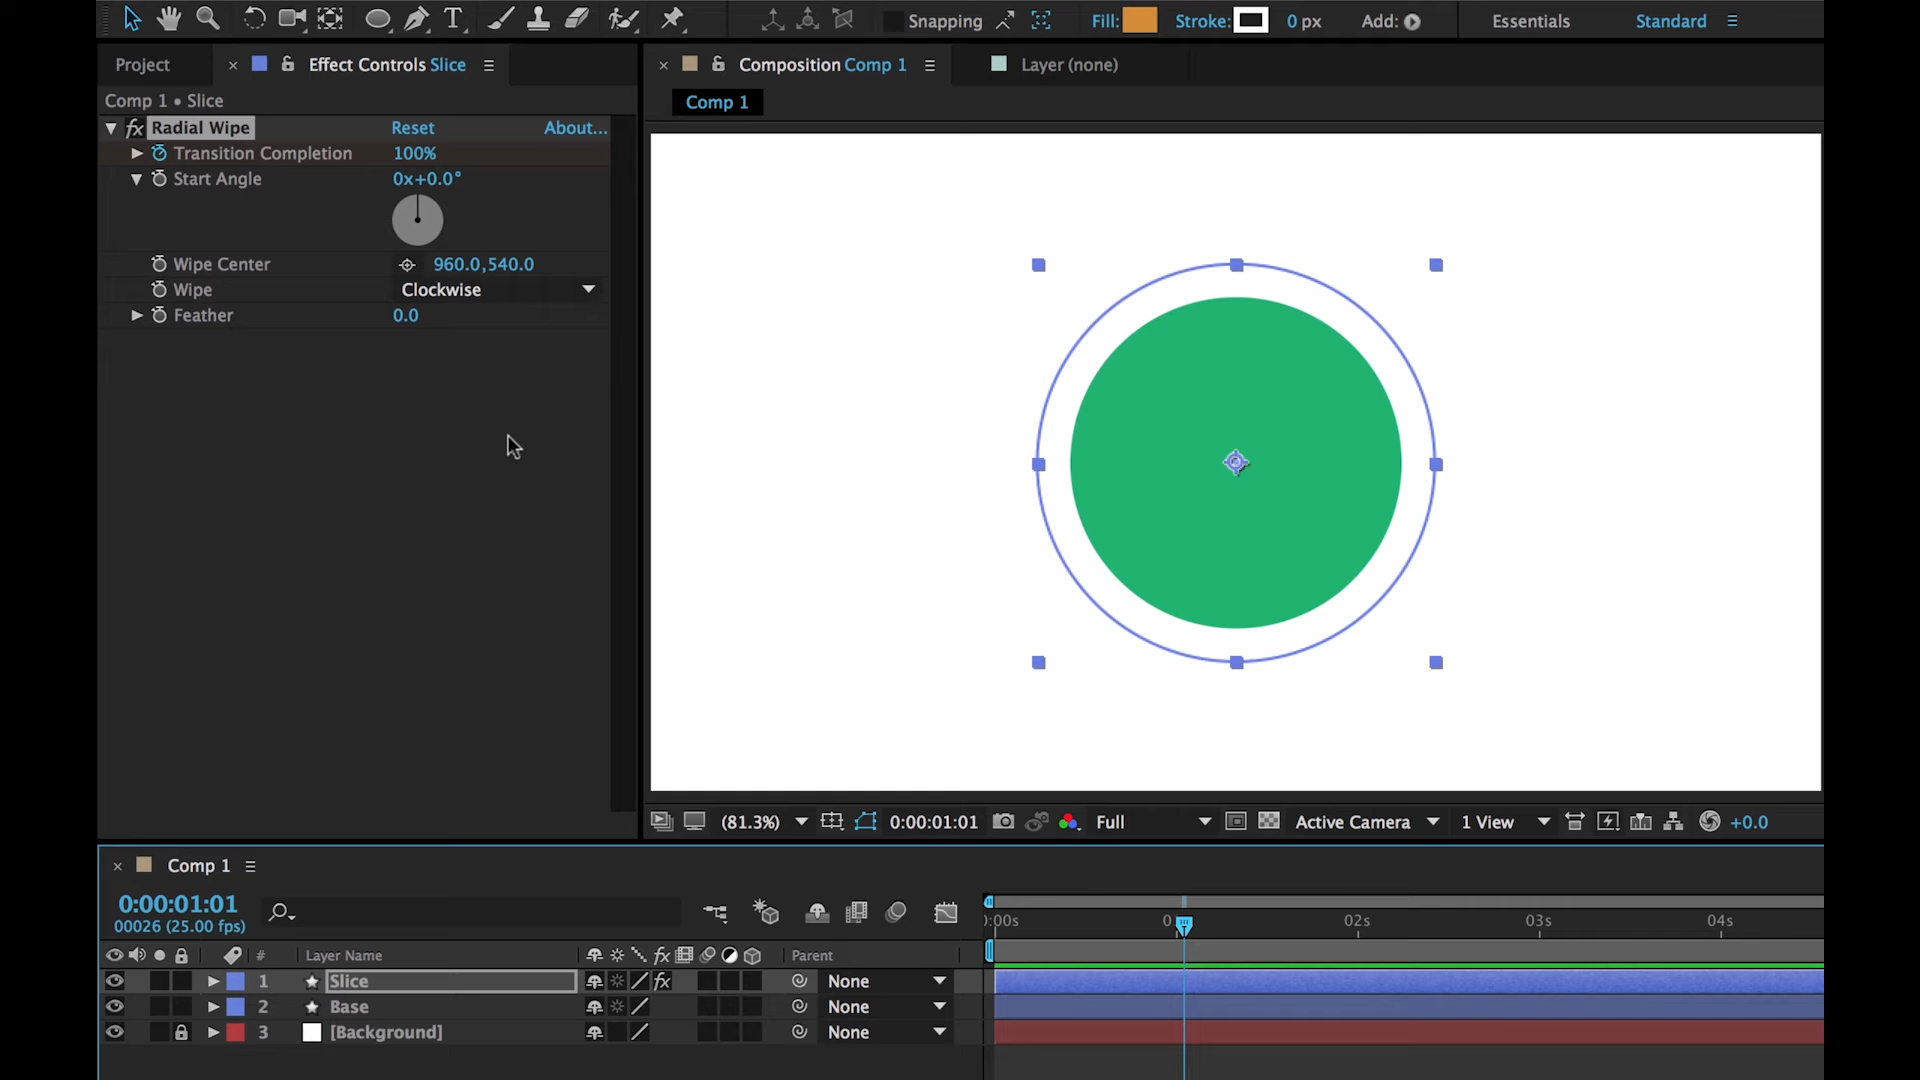 Snapping Fill: Stroke: 0 px Add: Essentials Standard
Project Effect Controls Slice Composition Comp 1 Layer (none)
Comp 1 • Slice
Comp 1
fx Radial Wipe Reset About...
Transition Completion 100%
Start Angle 0x+0.0°
Wipe Center 960.0,540.0
Wipe Clockwise
Feather 0.0
(81.3%) 0:00:01:01 Full Active Camera 1 View +0.0
Comp 1
0:00:01:01
00026 (25.00 fps)
:00s 02s 03s 04s
# Layer Name fx Parent
1 Slice fx None
2 Base None
3 [Background] None